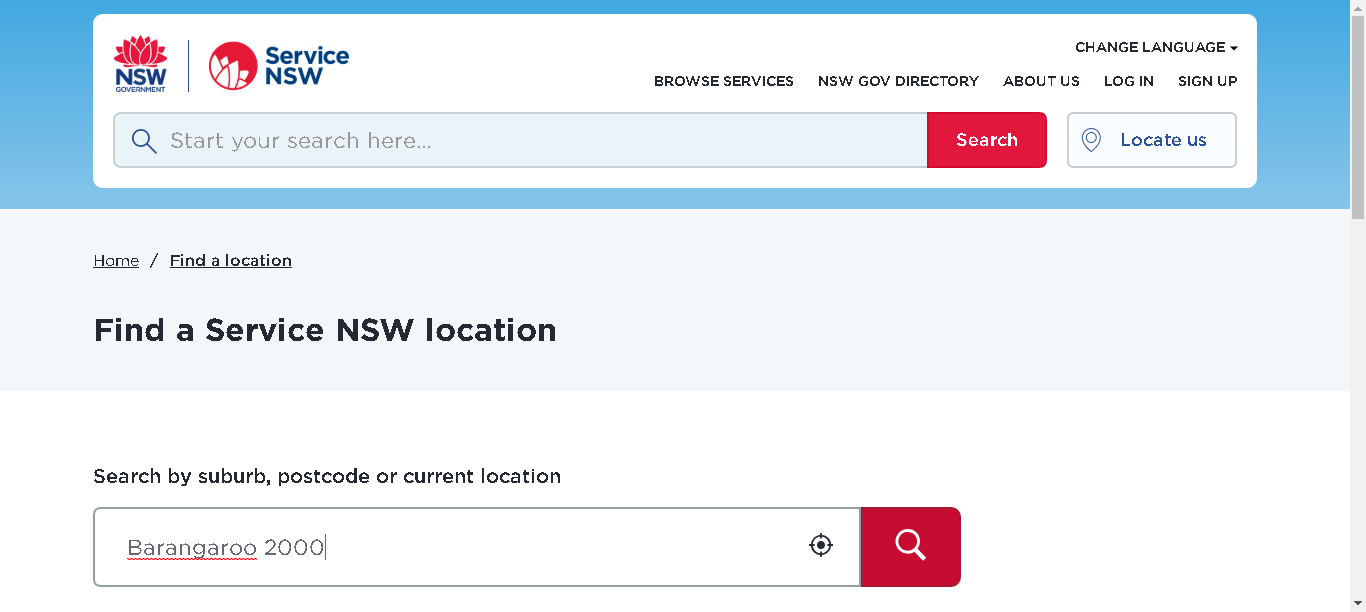 NSW
GOVERNMENT
Service
NSW
CHANGE LANGUAGE
BROWSE SERVICES NSW GOV DIRECTORY ABOUT US LOG IN SIGN UP
Start your search here... Search Locate us
Home / Find a location
Find a Service NSW location
Search by suburb, postcode or current location
Barangaroo 2000